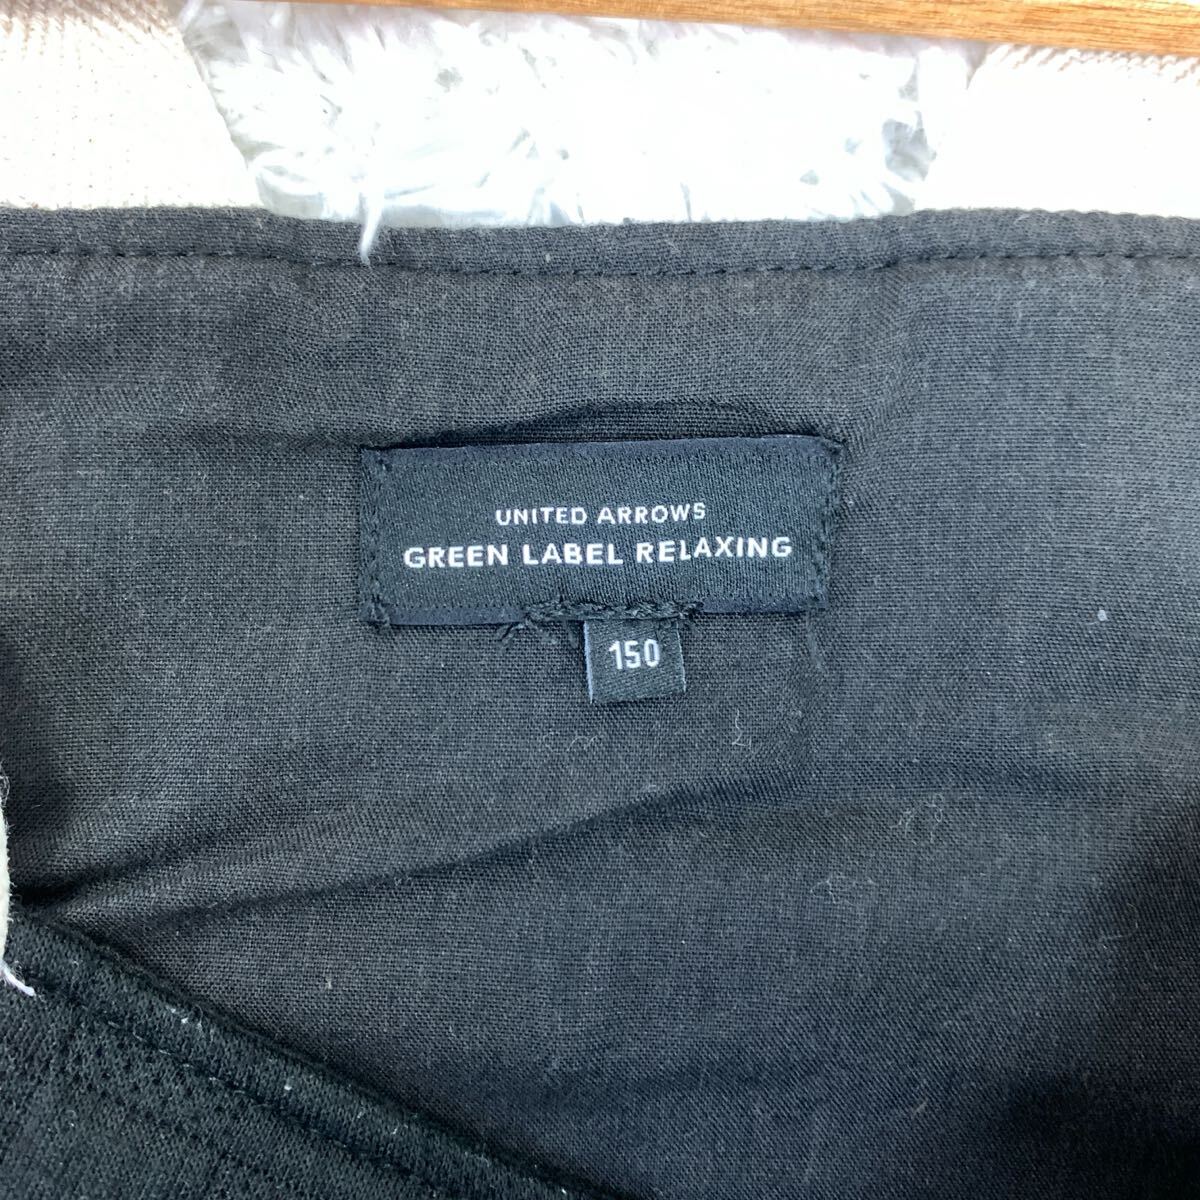 UNITED ARROWS
GREEN LABEL RELAXING
150